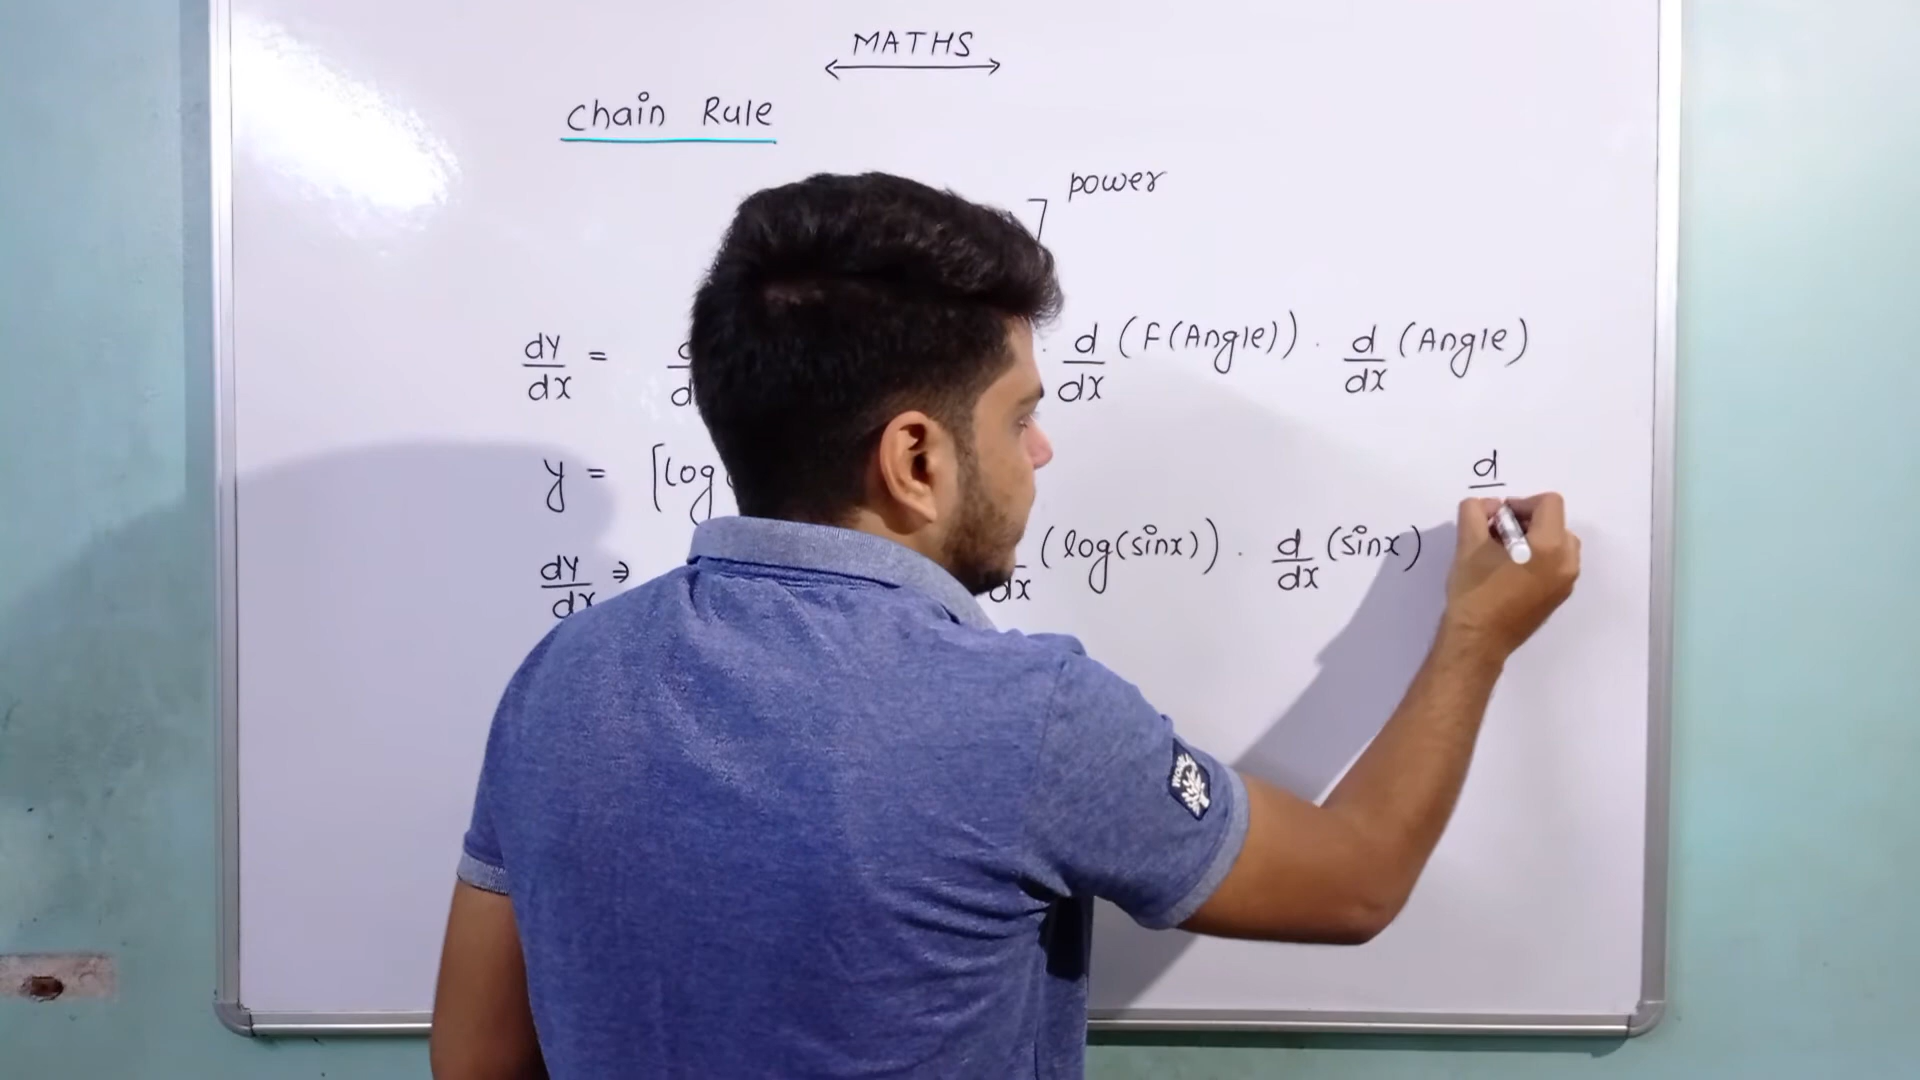 MATHS
Chain Rule
] power
dy/dx = d/d · d/dx (F(Angle)) · d/dx (Angle)
y = [log
dy/dx ⇒ dx (log(sinx)) · d/dx (sinx) d